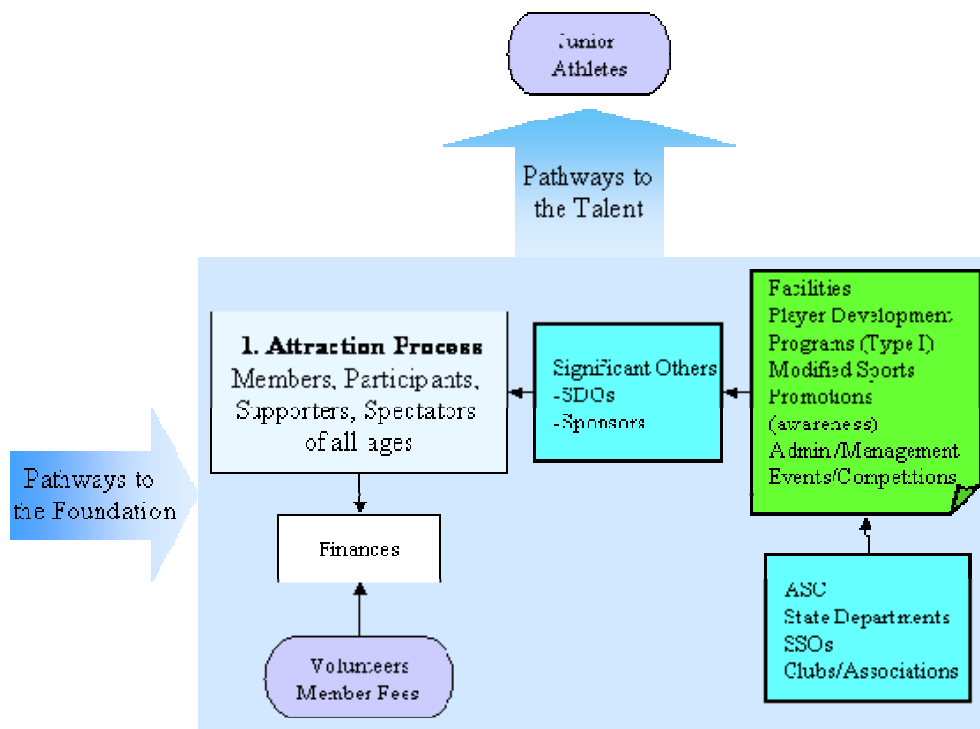 Junior
Athletes
Pathways to
the Talent
1. Attraction Process
Members, Participants,
Supporters, Spectators
of all ages
Significant Others
-SDOs
-Sponsors
Facilities
Player Development
Programs (Type I)
Modified Sports
Promotions
(awareness)
Admin/Management
Events/Competitions
Pathways to
the Foundation
Finances
Volunteers
Member Fees
ASC
State Departments
SSOs
Clubs/Associations